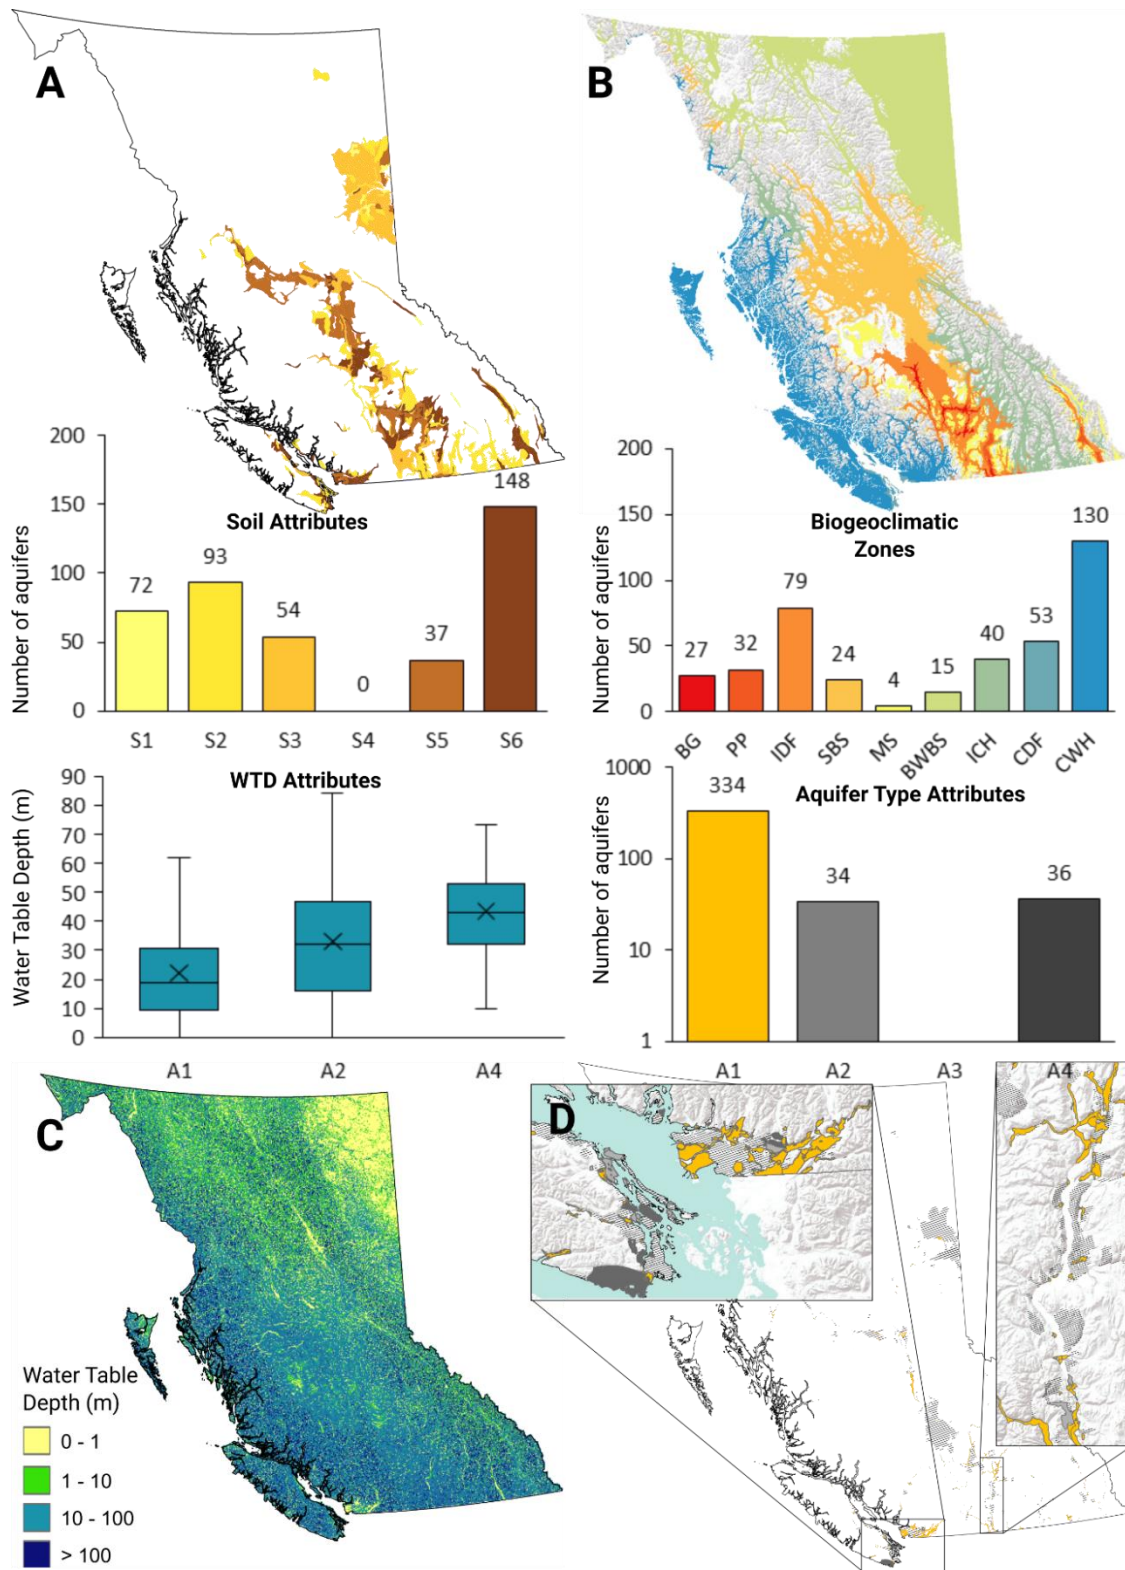 A
200
150
100
50
0
Number of aquifers
Soil Attributes
72
93
54
0
37
148
S1
S2
S3
S4
S5
S6
B
200
150
100
50
0
Number of aquifers
Biogeoclimatic
Zones
27
32
79
24
4
15
40
53
130
BG
PP
IDF
SBS
MS
BWBS
ICH
CDF
CWH
WTD Attributes
90
80
70
60
50
40
30
20
10
0
Water Table Depth (m)
A1
A2
A4
Aquifer Type Attributes
1000
100
10
1
Number of aquifers
334
34
36
A1
A2
A3
A4
C
Water Table
Depth (m)
0 - 1
1 - 10
10 - 100
> 100
D